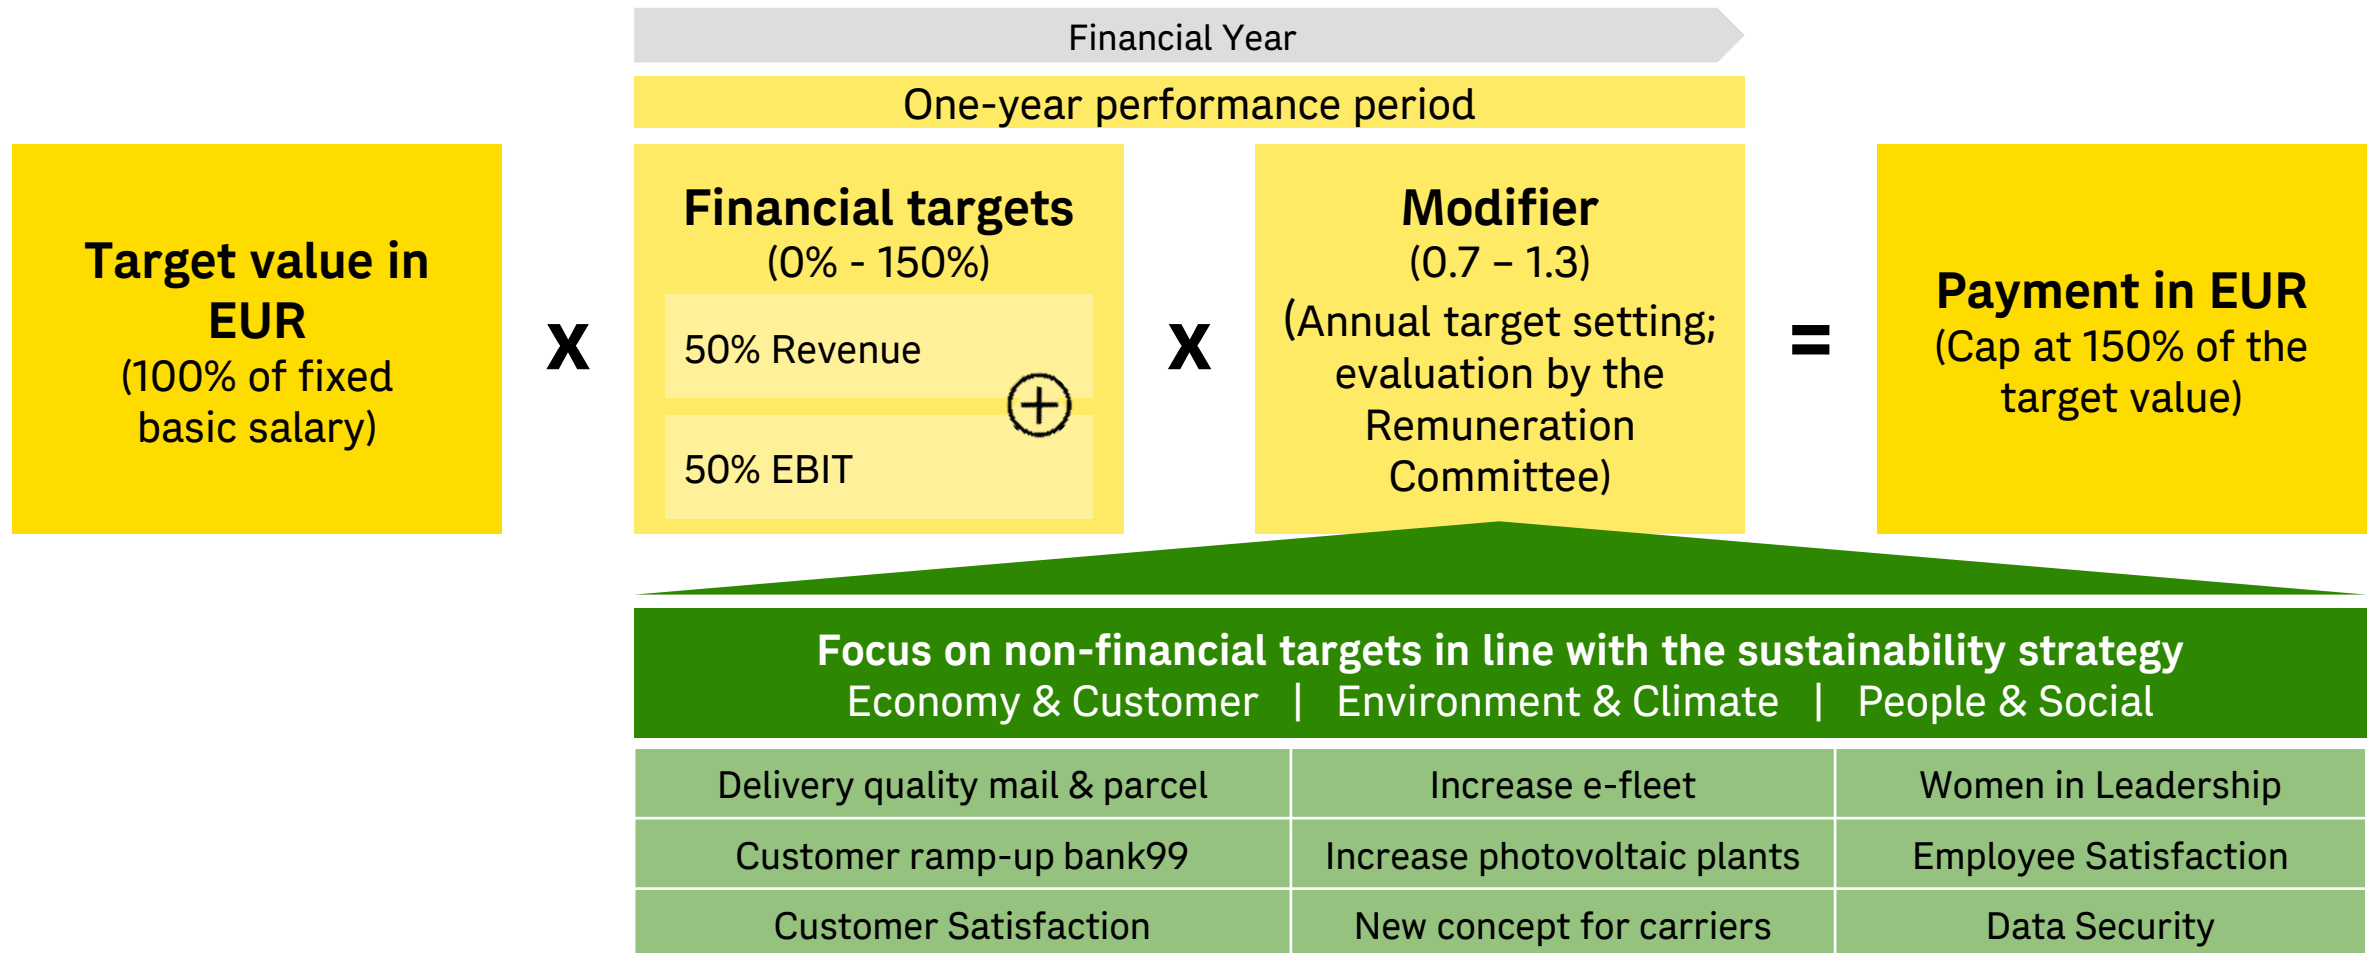 Financial Year
One-year performance period
Target value in
EUR
(100% of fixed
basic salary)
x
Financial targets
(0% - 150%)
50% Revenue
+
50% EBIT
x
Modifier
(0.7 – 1.3)
(Annual target setting;
evaluation by the
Remuneration
Committee)
=
Payment in EUR
(Cap at 150% of the
target value)
Focus on non-financial targets in line with the sustainability strategy
Economy & Customer | Environment & Climate | People & Social
Delivery quality mail & parcel
Increase e-fleet
Women in Leadership
Customer ramp-up bank99
Increase photovoltaic plants
Employee Satisfaction
Customer Satisfaction
New concept for carriers
Data Security